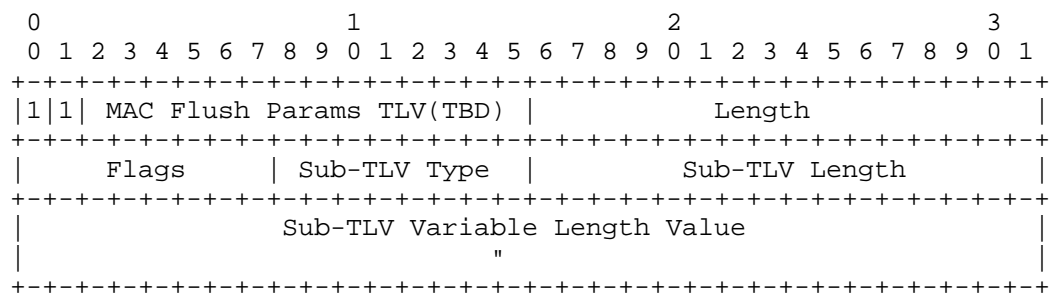 0                   1                   2                   3
 0 1 2 3 4 5 6 7 8 9 0 1 2 3 4 5 6 7 8 9 0 1 2 3 4 5 6 7 8 9 0 1
+-+-+-+-+-+-+-+-+-+-+-+-+-+-+-+-+-+-+-+-+-+-+-+-+-+-+-+-+-+-+-+-+
|1|1| MAC Flush Params TLV(TBD) |           Length              |
+-+-+-+-+-+-+-+-+-+-+-+-+-+-+-+-+-+-+-+-+-+-+-+-+-+-+-+-+-+-+-+-+
|     Flags     | Sub-TLV Type  |         Sub-TLV Length        |
+-+-+-+-+-+-+-+-+-+-+-+-+-+-+-+-+-+-+-+-+-+-+-+-+-+-+-+-+-+-+-+-+
|                Sub-TLV Variable Length Value                  |
|                             "                                 |
+-+-+-+-+-+-+-+-+-+-+-+-+-+-+-+-+-+-+-+-+-+-+-+-+-+-+-+-+-+-+-+-+